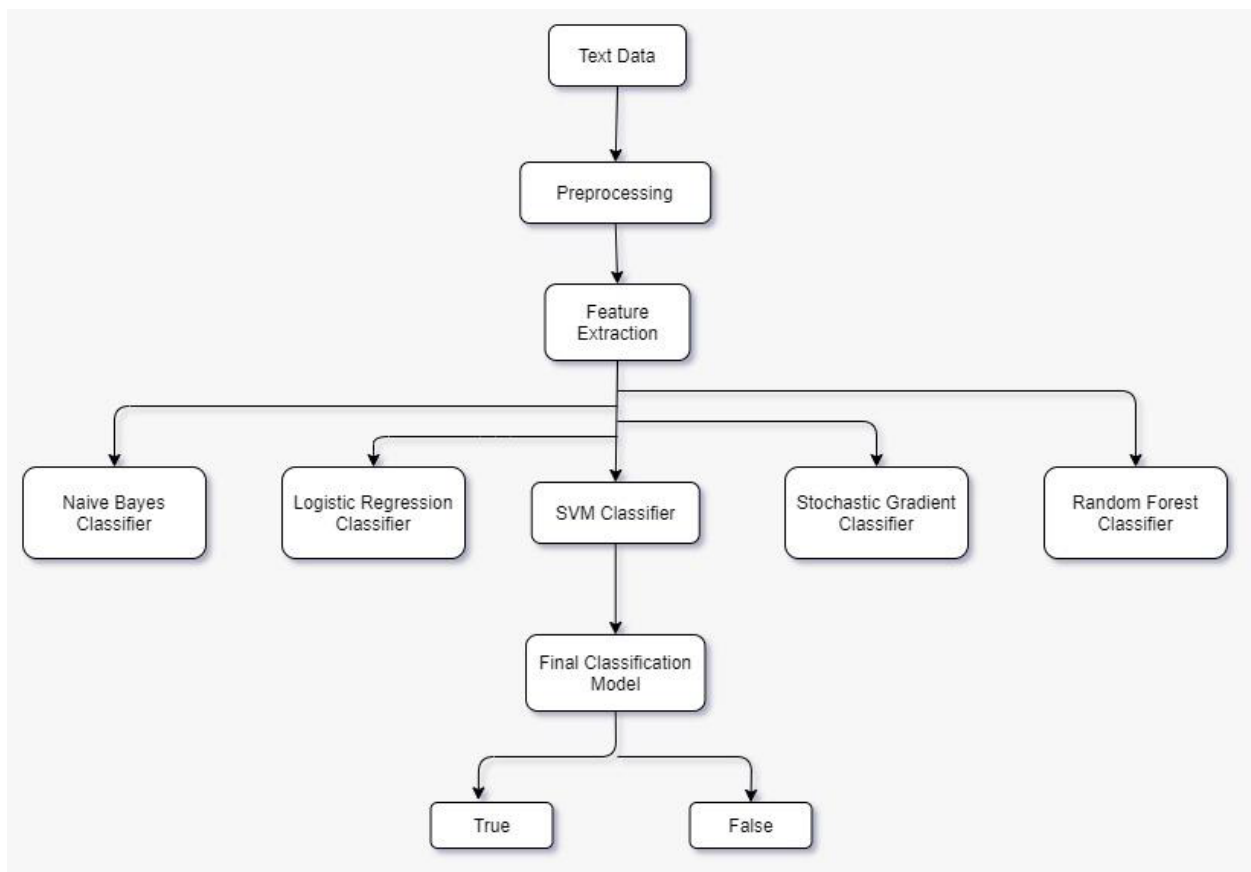 Text Data
Preprocessing
Feature
Extraction
Naive Bayes
Classifier
Logistic Regression
Classifier
SVM Classifier
Stochastic Gradient
Classifier
Random Forest
Classifier
Final Classification
Model
True
False